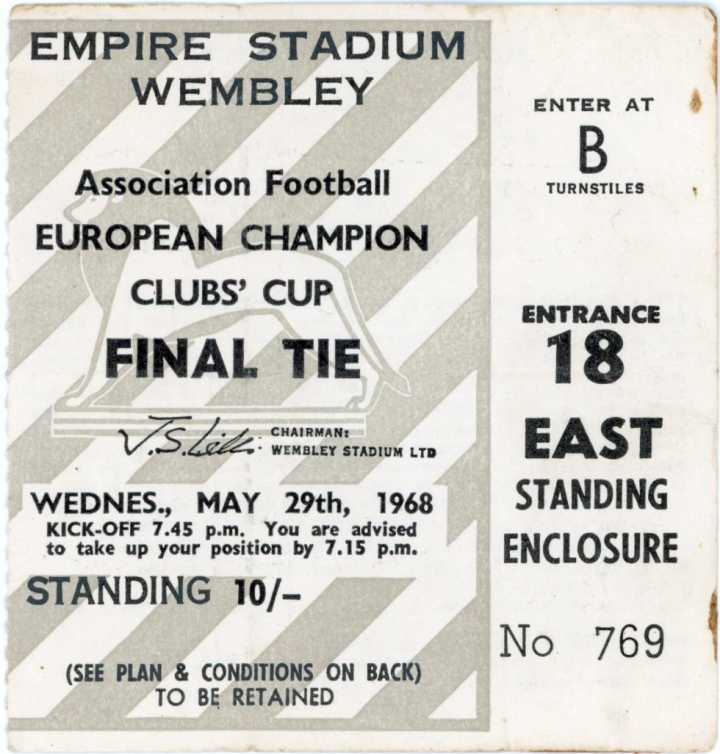 EMPIRE STADIUM
WEMBLEY
Association Football
EUROPEAN CHAMPION
CLUBS' CUP
FINAL TIE
CHAIRMAN:
WEMBLEY STADIUM LTD
WEDNES., MAY 29th, 1968
KICK-OFF 7.45 p.m. You are advised
to take up your position by 7.15 p.m.
STANDING 10/–
(SEE PLAN & CONDITIONS ON BACK)
TO BE RETAINED
ENTER AT
B
TURNSTILES
ENTRANCE
18
EAST
STANDING
ENCLOSURE
No 769